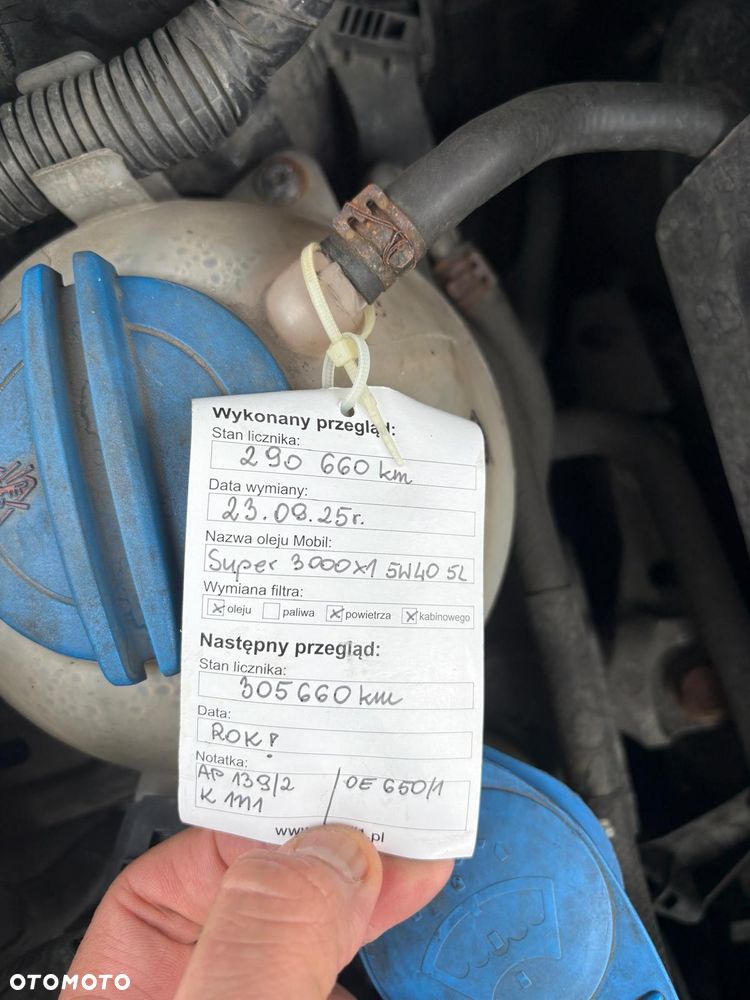 Wykonany przegląd:
Stan licznika:
290 660 km
Data wymiany:
23.08.25r.
Nazwa oleju Mobil:
Super 3000x1 5W40 5L
Wymiana filtra:
oleju paliwa powietrza kabinowego
Następny przegląd:
Stan licznika:
305660 km
Data:
ROK!
Notatka:
AP 139/2 OE 650/1
K 1111
.pl
OTOMOTO